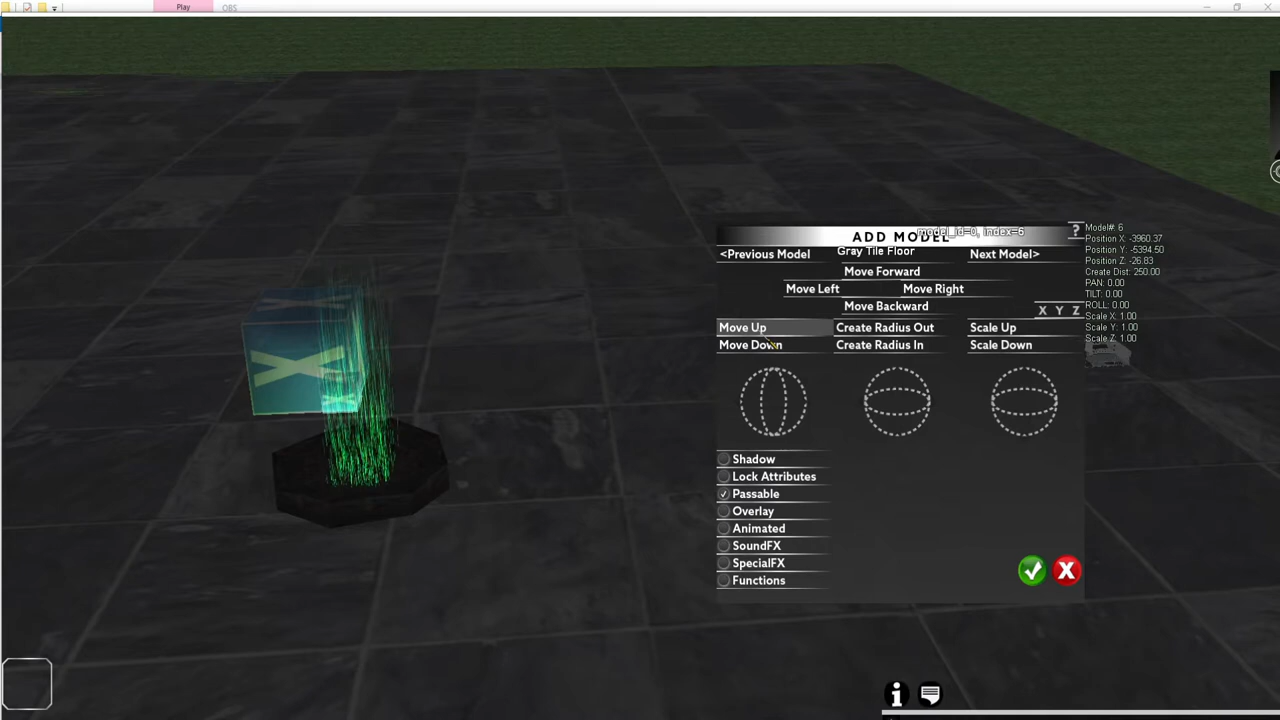 Play
OBS
ADD MODEL
model_id=0, index=6
?
<Previous Model
Gray Tile Floor
Next Model>
Move Forward
Move Left
Move Right
Move Backward
X Y Z
Move Up
Create Radius Out
Scale Up
Move Down
Create Radius In
Scale Down
Shadow
Lock Attributes
Passable
Overlay
Animated
SoundFX
SpecialFX
Functions
Model#: 6
Position X: -3960.37
Position Y: -5394.50
Position Z: -26.83
Create Dist: 250.00
PAN: 0.00
TILT: 0.00
ROLL: 0.00
Scale X: 1.00
Scale Y: 1.00
Scale Z: 1.00